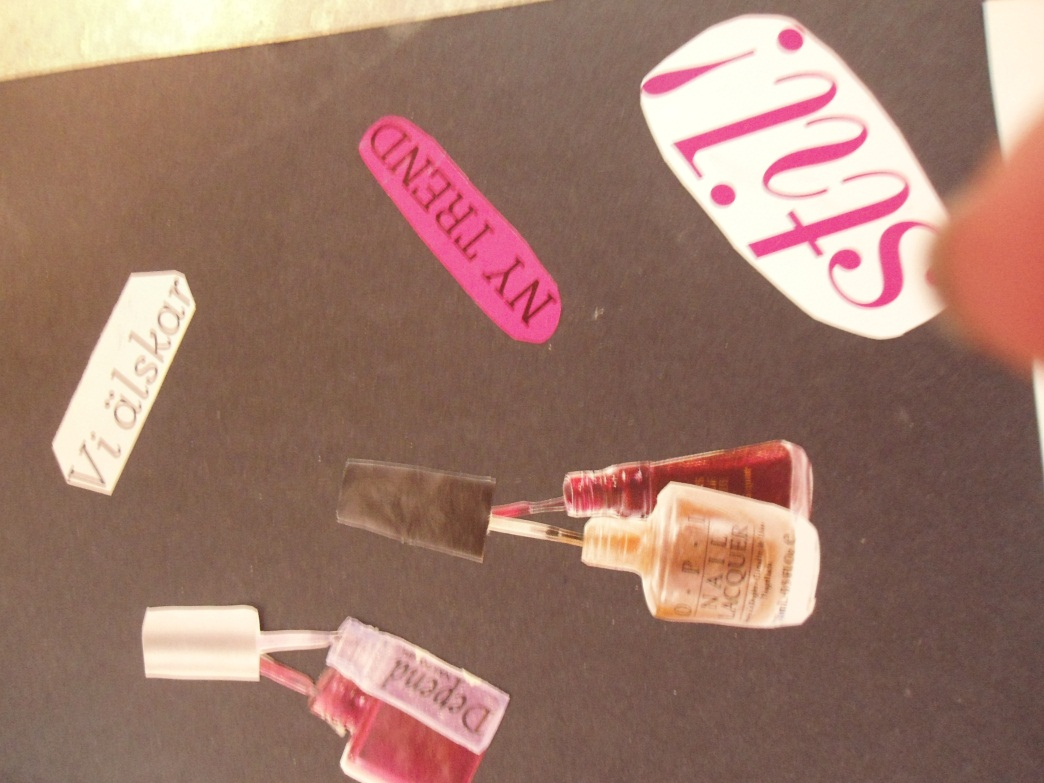 stil!
NY TREND
Vi älskar
O.P.I
NAIL
LACQUER
Depend